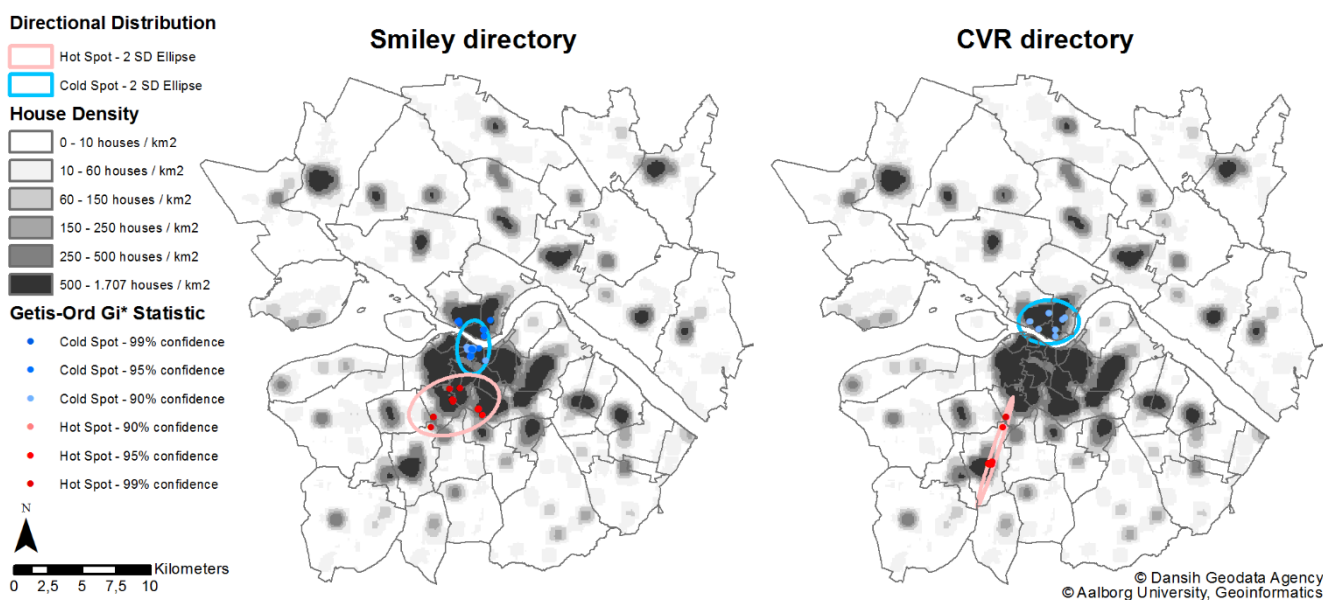 Directional Distribution
Hot Spot - 2 SD Ellipse
Cold Spot - 2 SD Ellipse
House Density
0 - 10 houses / km2
10 - 60 houses / km2
60 - 150 houses / km2
150 - 250 houses / km2
250 - 500 houses / km2
500 - 1.707 houses / km2
Getis-Ord Gi* Statistic
Cold Spot - 99% confidence
Cold Spot - 95% confidence
Cold Spot - 90% confidence
Hot Spot - 90% confidence
Hot Spot - 95% confidence
Hot Spot - 99% confidence
N
Kilometers
0 2,5 5 7,5 10
Smiley directory
CVR directory
© Dansih Geodata Agency
© Aalborg University, Geoinformatics